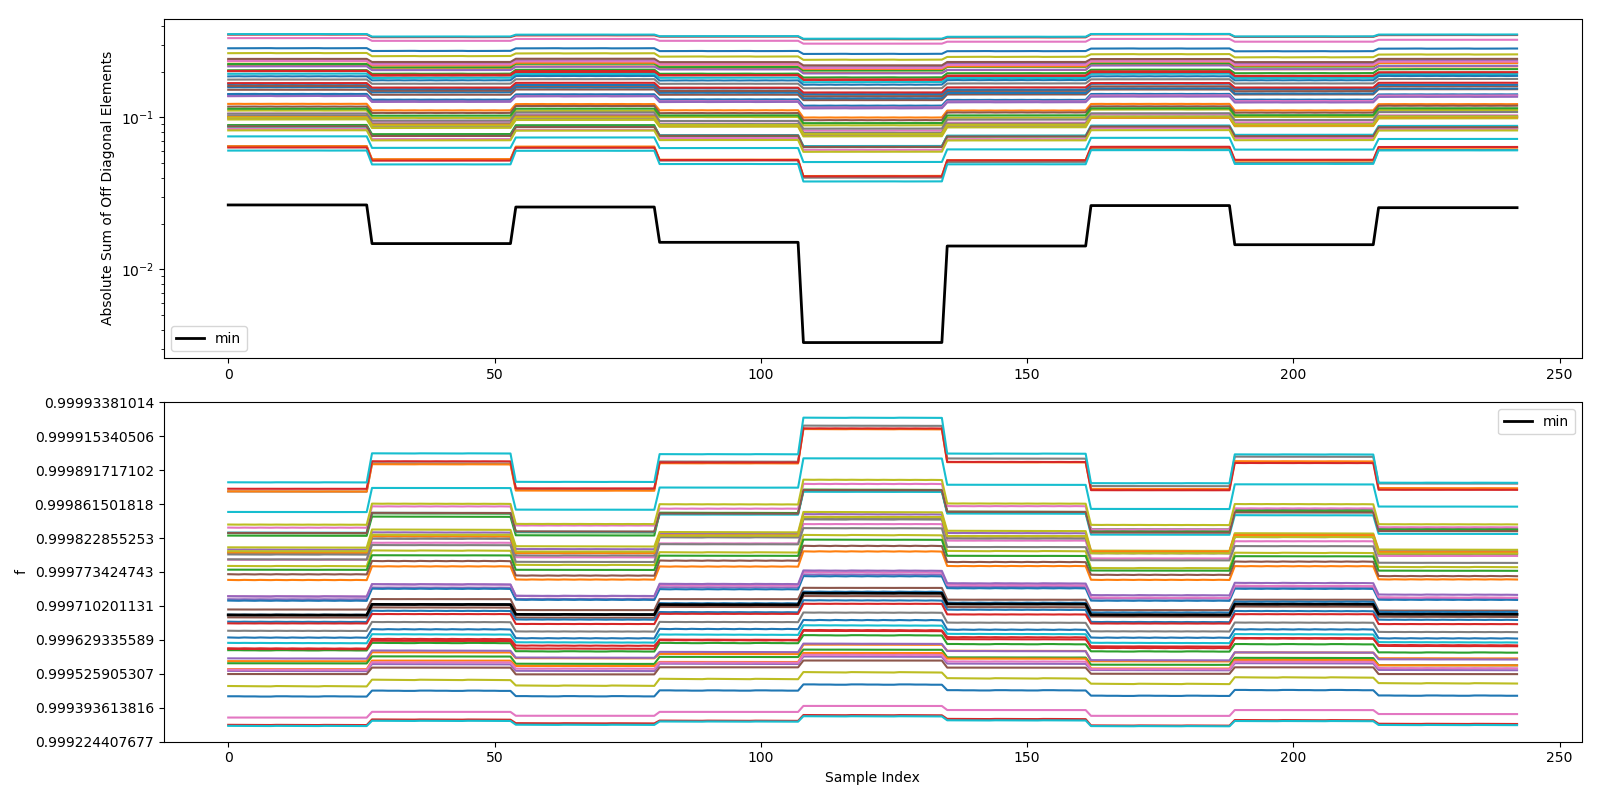 Absolute Sum of Off Diagonal Elements
10⁻¹
10⁻²
min
0 50 100 150 200 250
0.99993381014
0.999915340506
0.999891717102
0.999861501818
0.999822855253
0.999773424743
0.999710201131
0.999629335589
0.999525905307
0.999393613816
0.999224407677
f
min
0 50 100 150 200 250
Sample Index